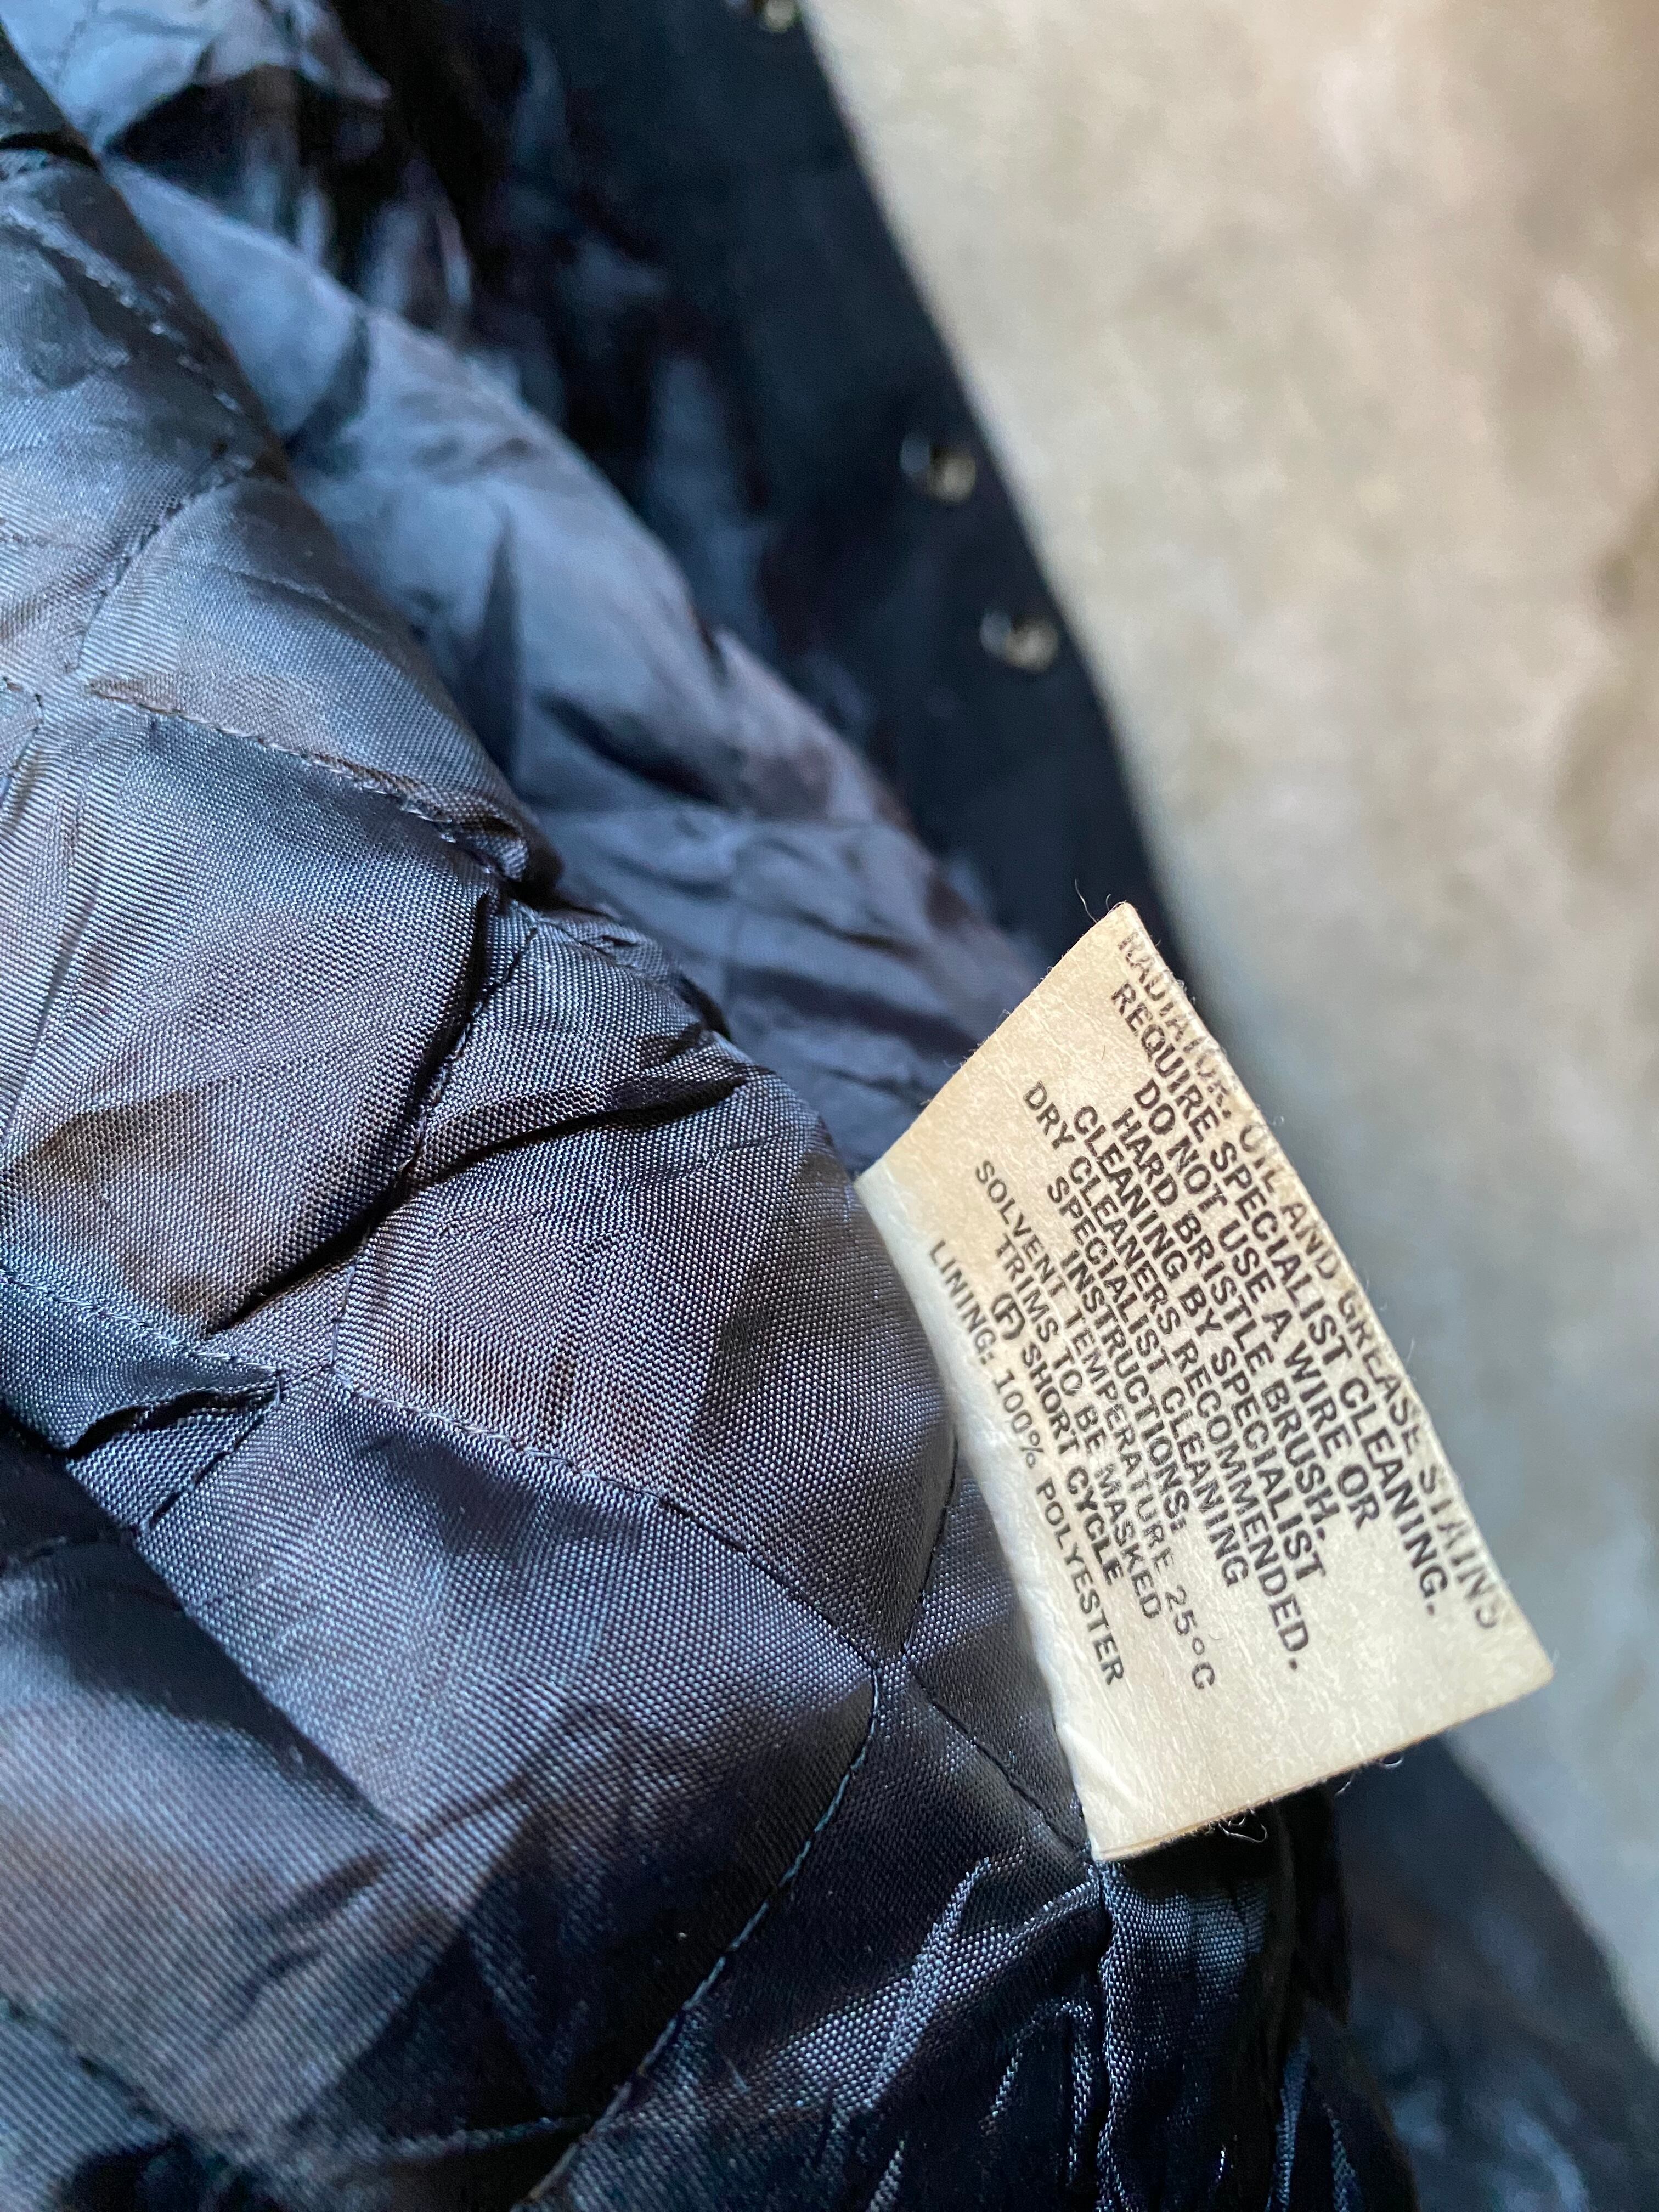 RADIATOR. OIL AND GREASE STAINS
REQUIRE SPECIALIST CLEANING.
DO NOT USE A WIRE OR
HARD BRISTLE BRUSH.
CLEANING BY SPECIALIST
DRY CLEANERS RECOMMENDED.
SPECIALIST CLEANING
INSTRUCTIONS:
SOLVENT TEMPERATURE 25°C
TRIMS TO BE MASKED
(F) SHORT CYCLE
LINING: 100% POLYESTER